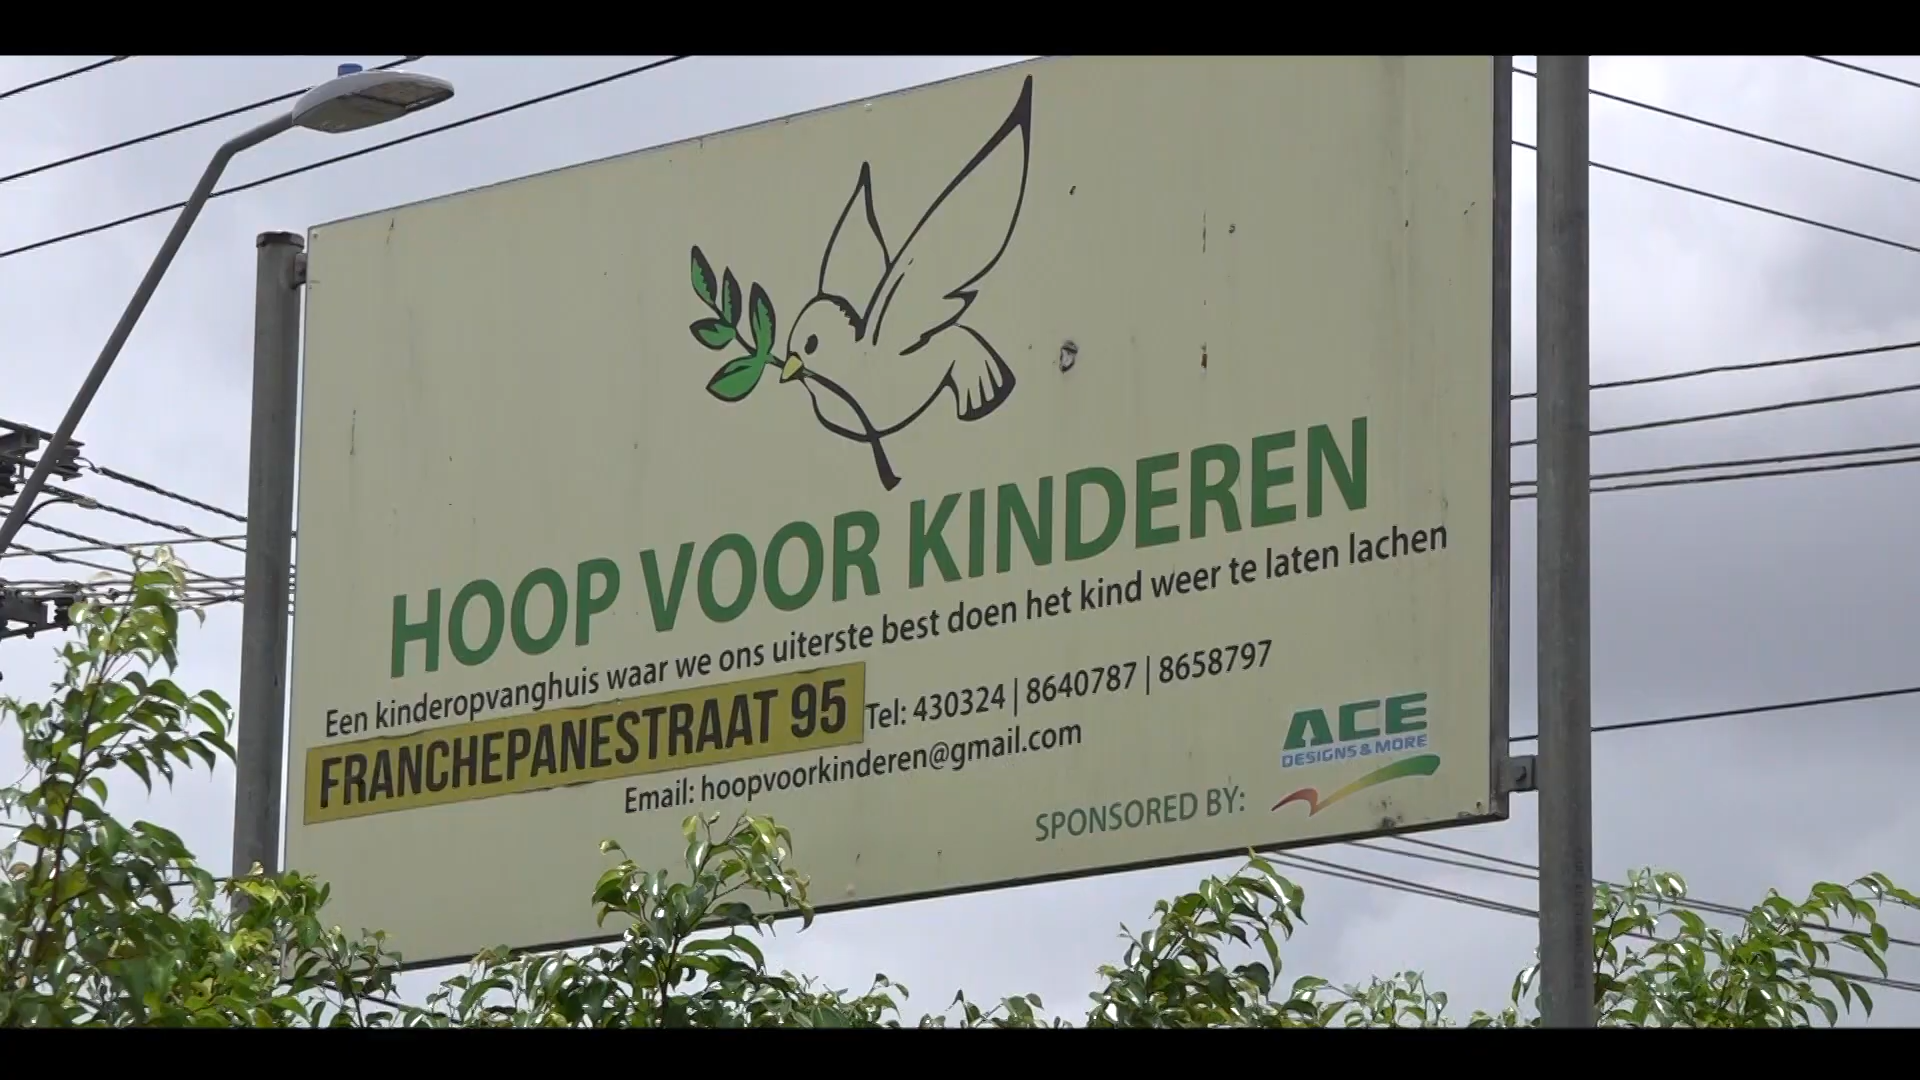 HOOP VOOR KINDEREN
Een kinderopvanghuis waar we ons uiterste best doen het kind weer te laten lachen
FRANCHEPANESTRAAT 95 Tel: 430324 | 8640787 | 8658797
Email: hoopvoorkinderen@gmail.com
SPONSORED BY:
ACE
DESIGNS & MORE